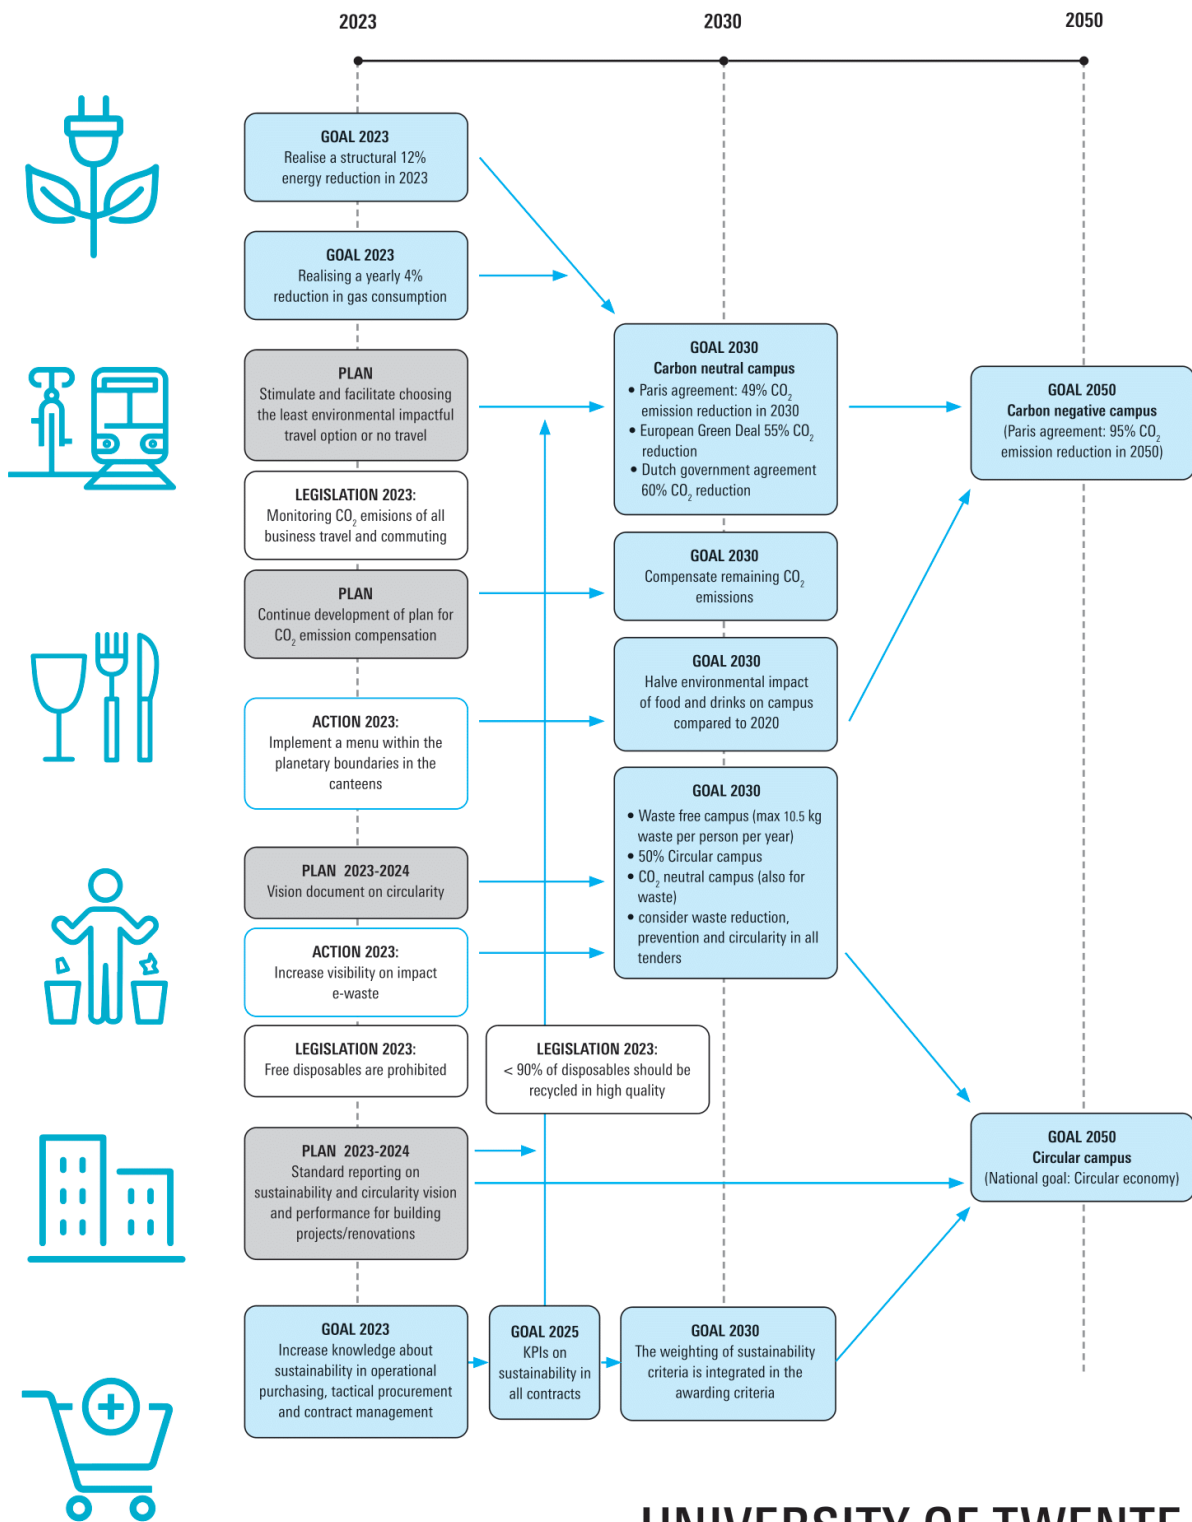 2023
2030
2050
GOAL 2023
Realise a structural 12%
energy reduction in 2023
GOAL 2023
Realising a yearly 4%
reduction in gas consumption
PLAN
Stimulate and facilitate choosing
the least environmental impactful
travel option or no travel
LEGISLATION 2023:
Monitoring CO₂ emisions of all
business travel and commuting
PLAN
Continue development of plan for
CO₂ emission compensation
ACTION 2023:
Implement a menu within the
planetary boundaries in the
canteens
PLAN 2023-2024
Vision document on circularity
ACTION 2023:
Increase visibility on impact
e-waste
LEGISLATION 2023:
Free disposables are prohibited
PLAN 2023-2024
Standard reporting on
sustainability and circularity vision
and performance for building
projects/renovations
GOAL 2023
Increase knowledge about
sustainability in operational
purchasing, tactical procurement
and contract management
LEGISLATION 2023:
< 90% of disposables should be
recycled in high quality
GOAL 2025
KPIs on
sustainability in
all contracts
GOAL 2030
Carbon neutral campus
• Paris agreement: 49% CO₂
emission reduction in 2030
• European Green Deal 55% CO₂
reduction
• Dutch government agreement
60% CO₂ reduction
GOAL 2030
Compensate remaining CO₂
emissions
GOAL 2030
Halve environmental impact
of food and drinks on campus
compared to 2020
GOAL 2030
• Waste free campus (max 10.5 kg
waste per person per year)
• 50% Circular campus
• CO₂ neutral campus (also for
waste)
• consider waste reduction,
prevention and circularity in all
tenders
GOAL 2030
The weighting of sustainability
criteria is integrated in the
awarding criteria
GOAL 2050
Carbon negative campus
(Paris agreement: 95% CO₂
emission reduction in 2050)
GOAL 2050
Circular campus
(National goal: Circular economy)
UNIVERSITY OF TWENTE